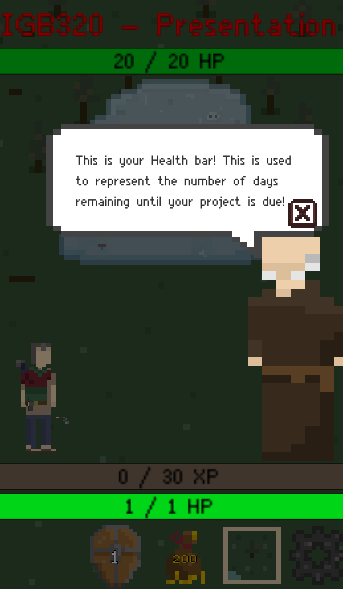 IGB320 - Presentation
20 / 20 HP
This is your Health bar! This is used
to represent the number of days
remaining until your project is due!
X
0 / 30 XP
1 / 1 HP
1
200